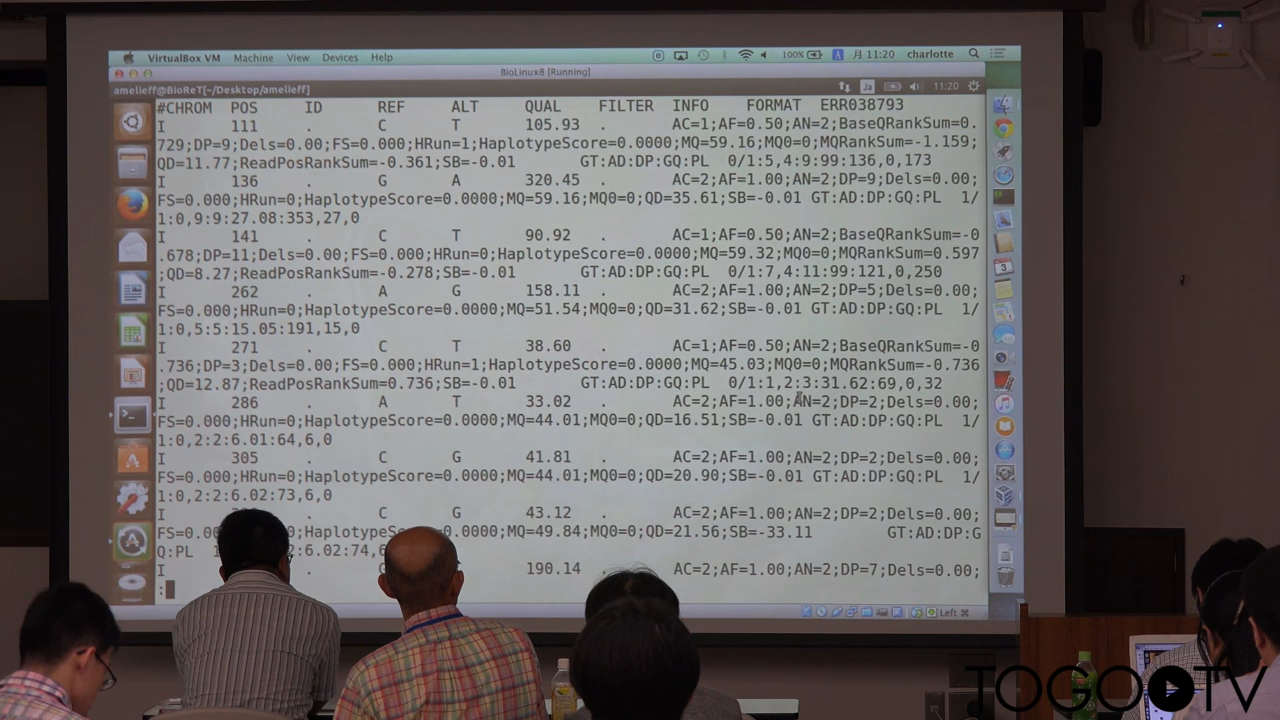 VirtualBox VM Machine View Devices Help 100% A 月 11:20 charlotte
BioLinux8 [Running]
amelieff@BioReT[~/Desktop/amelieff] Ja 11:20
#CHROM POS ID REF ALT QUAL FILTER INFO FORMAT ERR038793
I 111 . C T 105.93 . AC=1;AF=0.50;AN=2;BaseQRankSum=0.
729;DP=9;Dels=0.00;FS=0.000;HRun=1;HaplotypeScore=0.0000;MQ=59.16;MQ0=0;MQRankSum=-1.159;
QD=11.77;ReadPosRankSum=-0.361;SB=-0.01 GT:AD:DP:GQ:PL 0/1:5,4:9:99:136,0,173
I 136 . G A 320.45 . AC=2;AF=1.00;AN=2;DP=9;Dels=0.00;
FS=0.000;HRun=0;HaplotypeScore=0.0000;MQ=59.16;MQ0=0;QD=35.61;SB=-0.01 GT:AD:DP:GQ:PL 1/
1:0,9:9:27.08:353,27,0
I 141 . C T 90.92 . AC=1;AF=0.50;AN=2;BaseQRankSum=-0
.678;DP=11;Dels=0.00;FS=0.000;HRun=0;HaplotypeScore=0.0000;MQ=59.32;MQ0=0;MQRankSum=0.597
;QD=8.27;ReadPosRankSum=-0.278;SB=-0.01 GT:AD:DP:GQ:PL 0/1:7,4:11:99:121,0,250
I 262 . A G 158.11 . AC=2;AF=1.00;AN=2;DP=5;Dels=0.00;
FS=0.000;HRun=0;HaplotypeScore=0.0000;MQ=51.54;MQ0=0;QD=31.62;SB=-0.01 GT:AD:DP:GQ:PL 1/
1:0,5:5:15.05:191,15,0
I 271 . C T 38.60 . AC=1;AF=0.50;AN=2;BaseQRankSum=-0
.736;DP=3;Dels=0.00;FS=0.000;HRun=1;HaplotypeScore=0.0000;MQ=45.03;MQ0=0;MQRankSum=-0.736
;QD=12.87;ReadPosRankSum=0.736;SB=-0.01 GT:AD:DP:GQ:PL 0/1:1,2:3:31.62:69,0,32
I 286 . A T 33.02 . AC=2;AF=1.00;AN=2;DP=2;Dels=0.00;
FS=0.000;HRun=0;HaplotypeScore=0.0000;MQ=44.01;MQ0=0;QD=16.51;SB=-0.01 GT:AD:DP:GQ:PL 1/
1:0,2:2:6.01:64,6,0
I 305 . C G 41.81 . AC=2;AF=1.00;AN=2;DP=2;Dels=0.00;
FS=0.000;HRun=0;HaplotypeScore=0.0000;MQ=44.01;MQ0=0;QD=20.90;SB=-0.01 GT:AD:DP:GQ:PL 1/
1:0,2:2:6.02:73,6,0
I . C G 43.12 . AC=2;AF=1.00;AN=2;DP=2;Dels=0.00;
FS=0.00 0;HaplotypeScore=0.0000;MQ=49.84;MQ0=0;QD=21.56;SB=-33.11 GT:AD:DP:G
Q:PL 2:6.02:74,6
I . 190.14 . AC=2;AF=1.00;AN=2;DP=7;Dels=0.00;
:
Left ⌘
TOGO TV